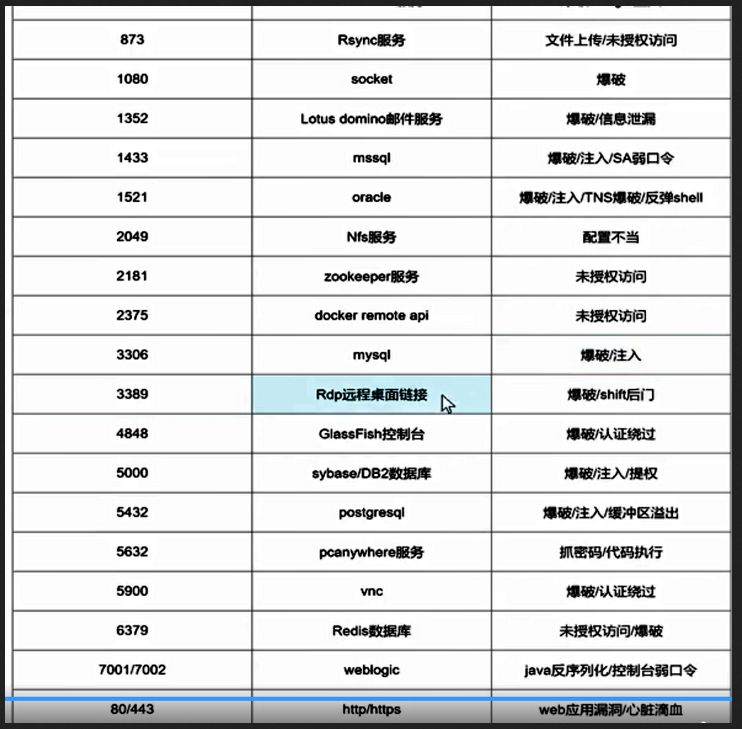 873 Rsync服务 文件上传/未授权访问
1080 socket 爆破
1352 Lotus domino邮件服务 爆破/信息泄漏
1433 mssql 爆破/注入/SA弱口令
1521 oracle 爆破/注入/TNS爆破/反弹shell
2049 Nfs服务 配置不当
2181 zookeeper服务 未授权访问
2375 docker remote api 未授权访问
3306 mysql 爆破/注入
3389 Rdp远程桌面链接 爆破/shift后门
4848 GlassFish控制台 爆破/认证绕过
5000 sybase/DB2数据库 爆破/注入/提权
5432 postgresql 爆破/注入/缓冲区溢出
5632 pcanywhere服务 抓密码/代码执行
5900 vnc 爆破/认证绕过
6379 Redis数据库 未授权访问/爆破
7001/7002 weblogic java反序列化/控制台弱口令
80/443 http/https web应用漏洞/心脏滴血